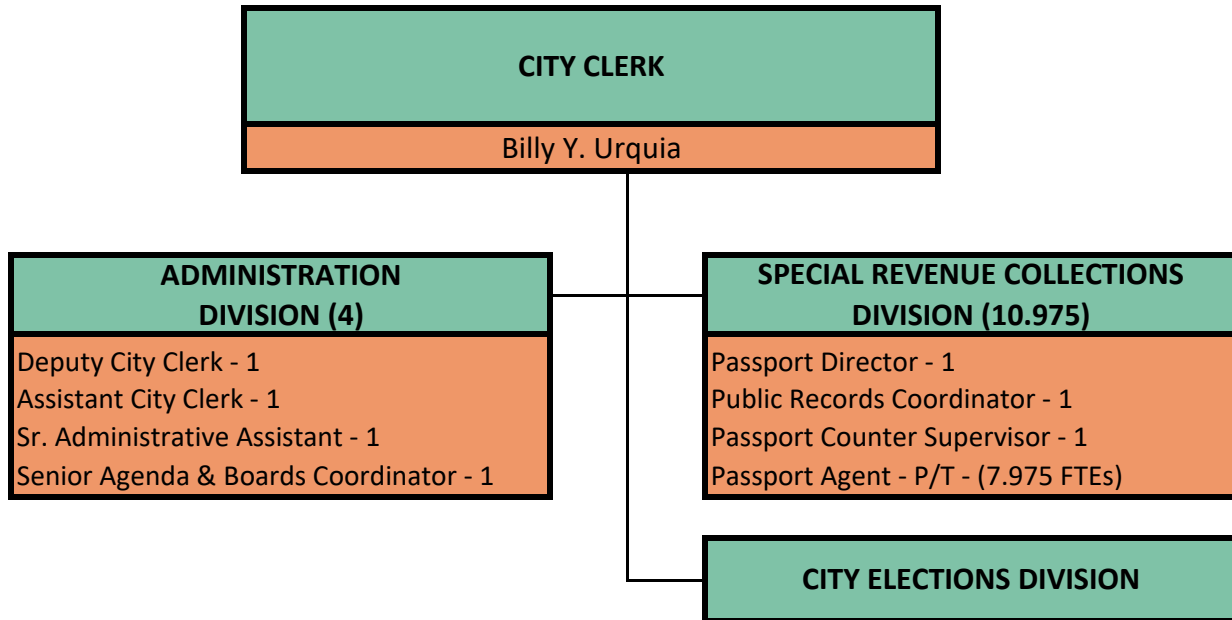 CITY CLERK
Billy Y. Urquia
ADMINISTRATION
DIVISION (4)
Deputy City Clerk - 1
Assistant City Clerk - 1
Sr. Administrative Assistant - 1
Senior Agenda & Boards Coordinator - 1
SPECIAL REVENUE COLLECTIONS
DIVISION (10.975)
Passport Director - 1
Public Records Coordinator - 1
Passport Counter Supervisor - 1
Passport Agent - P/T - (7.975 FTEs)
CITY ELECTIONS DIVISION